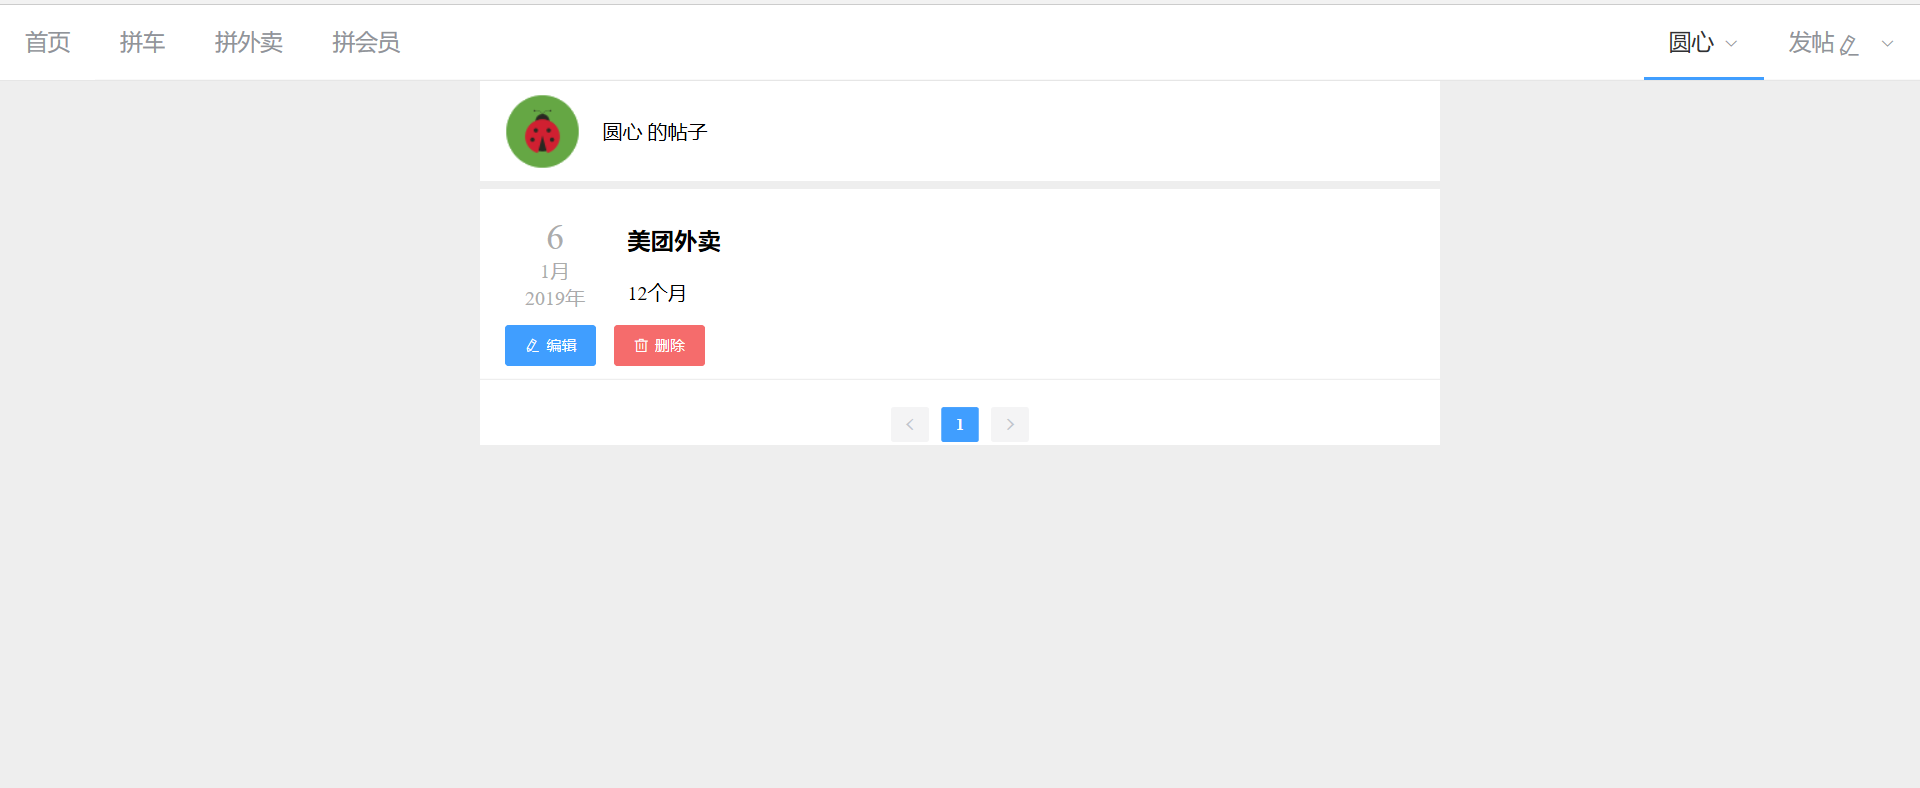 首页 拼车 拼外卖 拼会员 圆心 发帖
圆心 的帖子
6
1月
2019年
美团外卖
12个月
编辑 删除
1